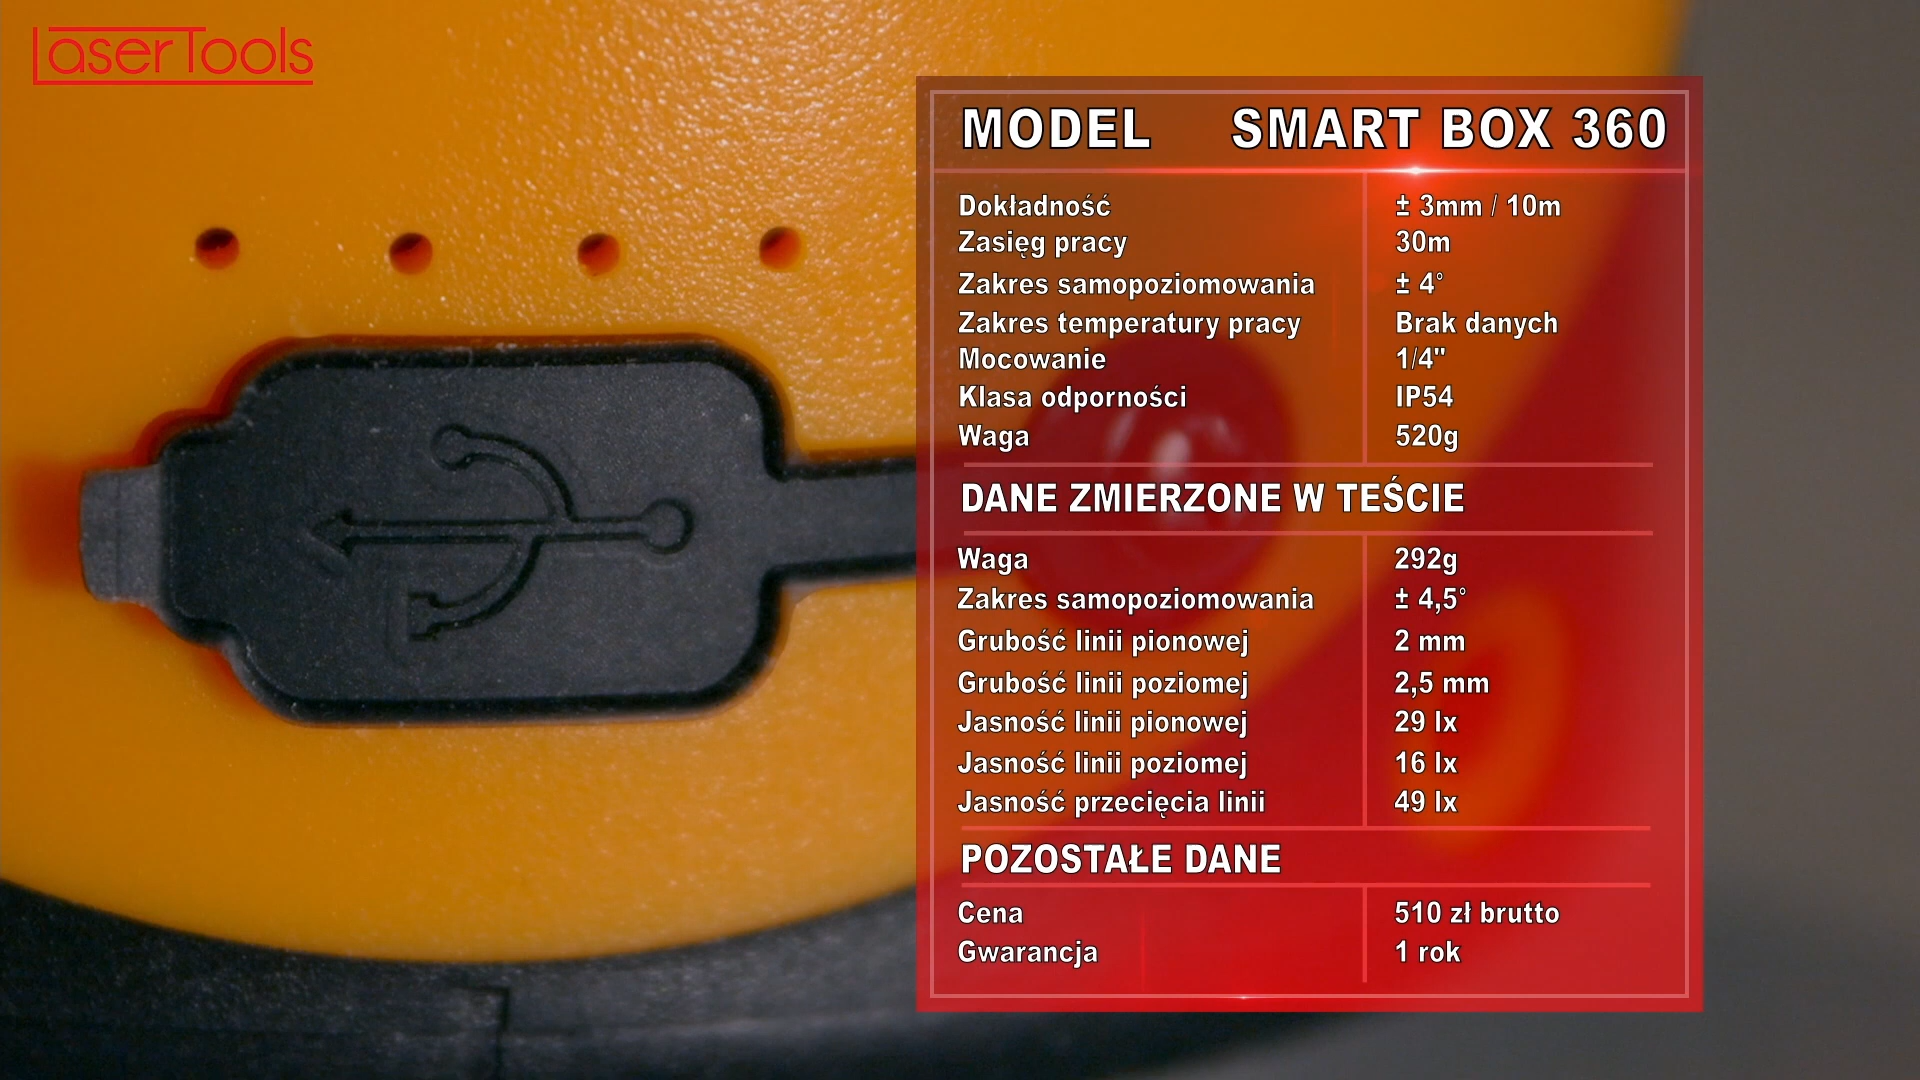 LaserTools
MODEL SMART BOX 360
Dokładność ± 3mm / 10m
Zasięg pracy 30m
Zakres samopoziomowania ± 4°
Zakres temperatury pracy Brak danych
Mocowanie 1/4"
Klasa odporności IP54
Waga 520g
DANE ZMIERZONE W TEŚCIE
Waga 292g
Zakres samopoziomowania ± 4,5°
Grubość linii pionowej 2 mm
Grubość linii poziomej 2,5 mm
Jasność linii pionowej 29 lx
Jasność linii poziomej 16 lx
Jasność przecięcia linii 49 lx
POZOSTAŁE DANE
Cena 510 zł brutto
Gwarancja 1 rok